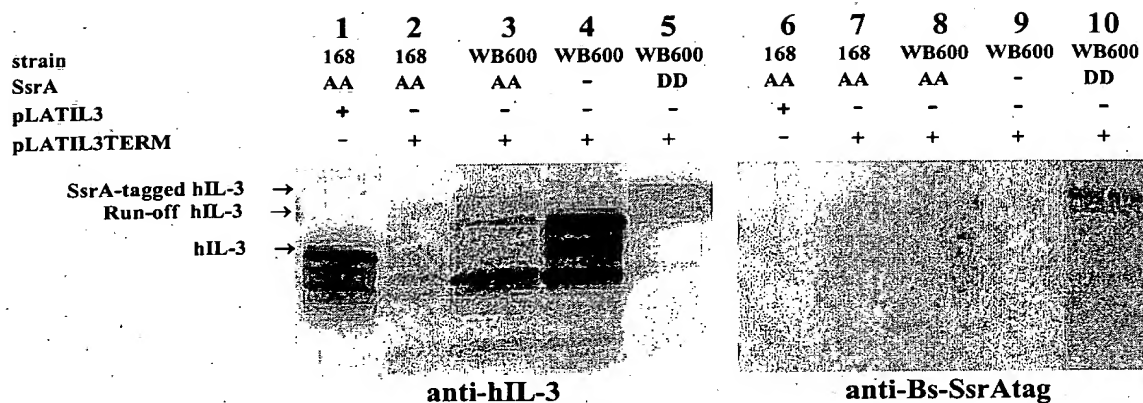 1 2 3 4 5 6 7 8 9 10
strain 168 168 WB600 WB600 WB600 168 168 WB600 WB600 WB600
SsrA AA AA AA - DD AA AA AA - DD
pLATIL3 + - - - - + - - - -
pLATIL3TERM - + + + + - + + + +
SsrA-tagged hIL-3 →
Run-off hIL-3 →
hIL-3 →
anti-hIL-3 anti-Bs-SsrAtag